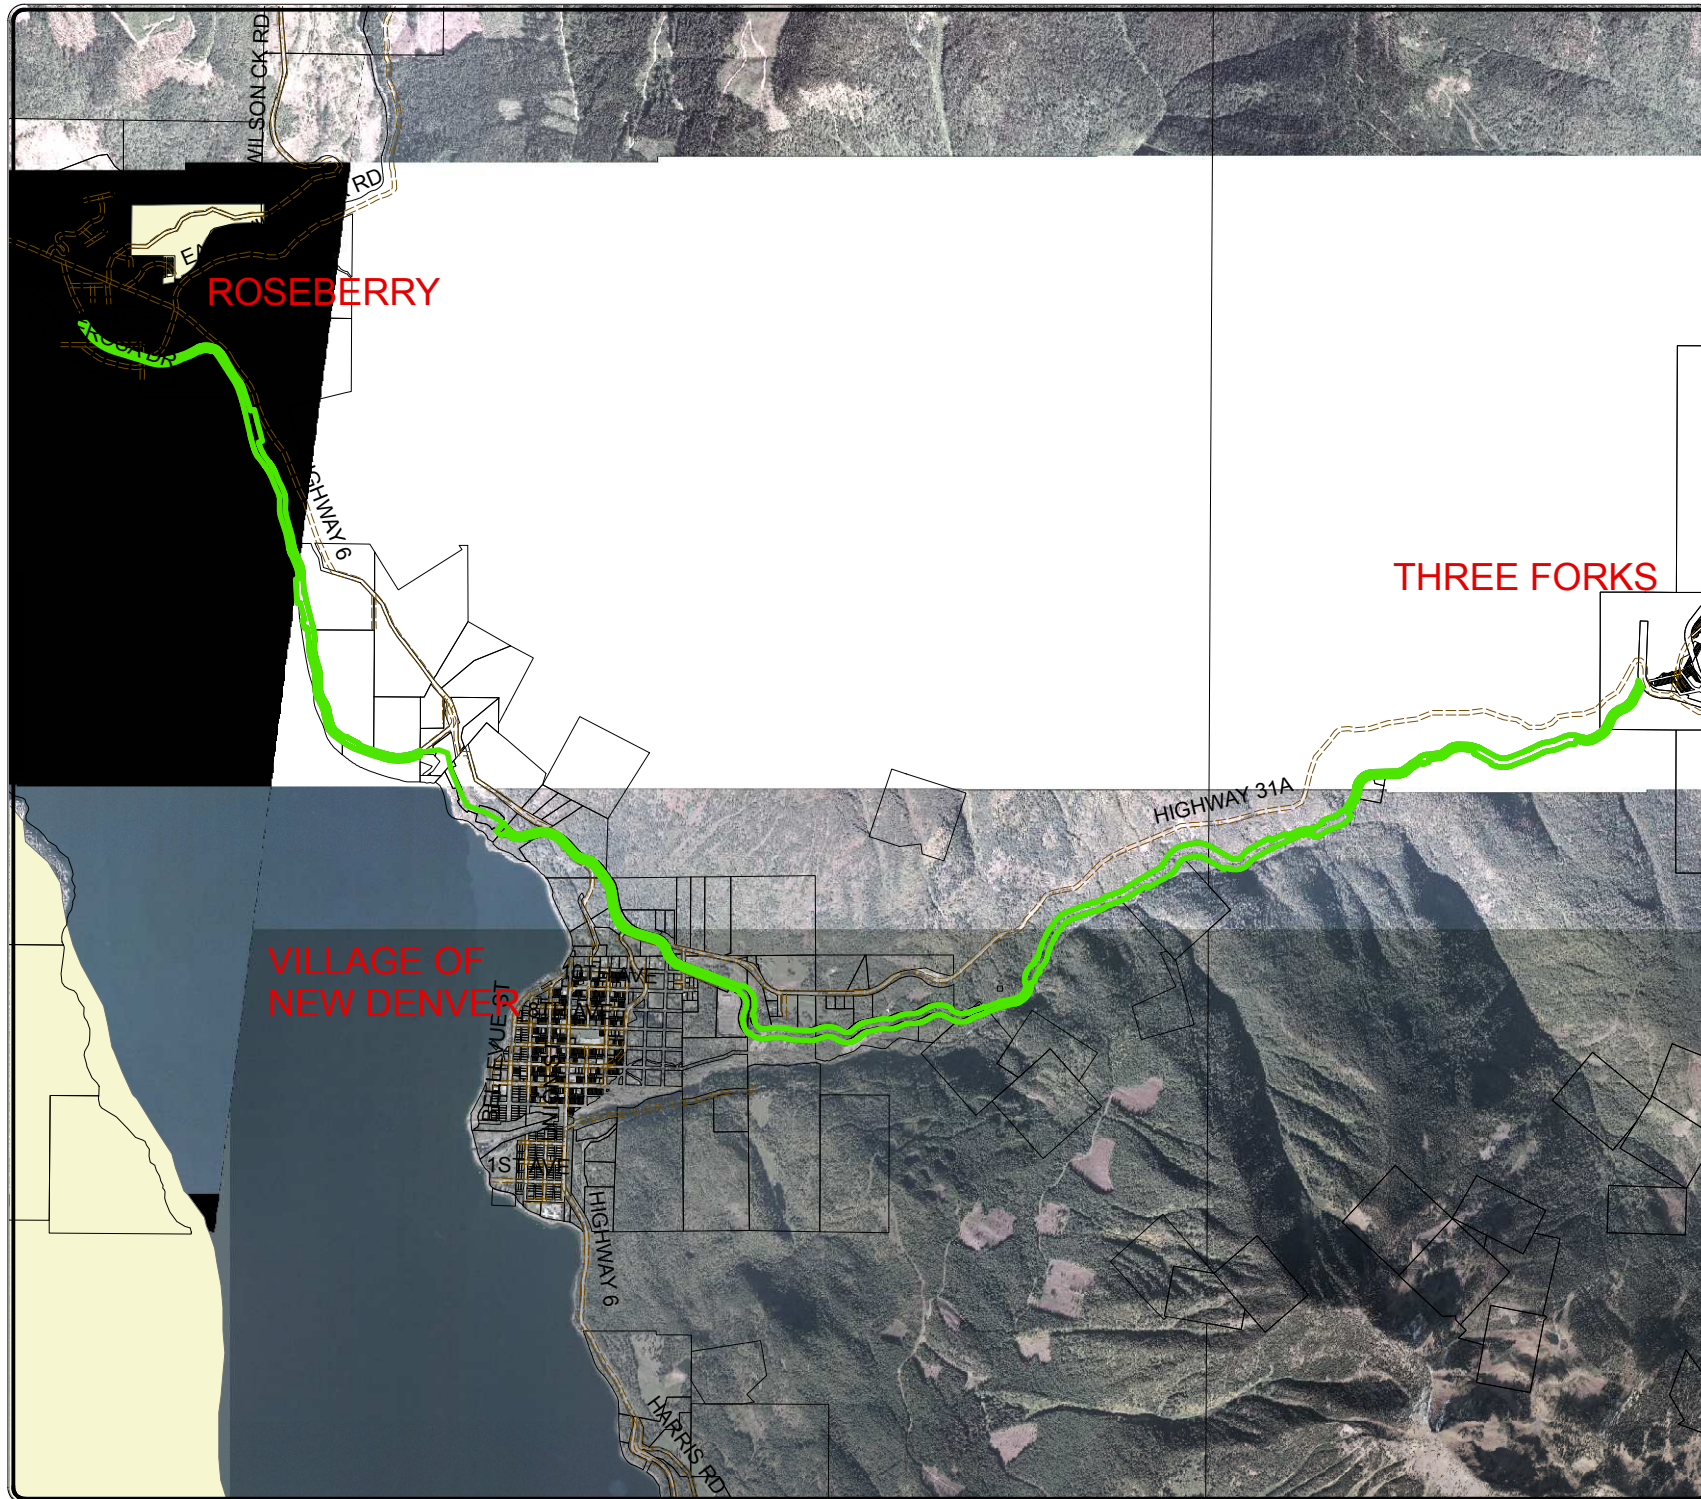 WILSON CK RD
RD
ROSEBERRY
HIGHWAY 6
THREE FORKS
HIGHWAY 31A
VILLAGE OF
NEW DENVER
1ST AVE
HIGHWAY 6
HARRIS RD